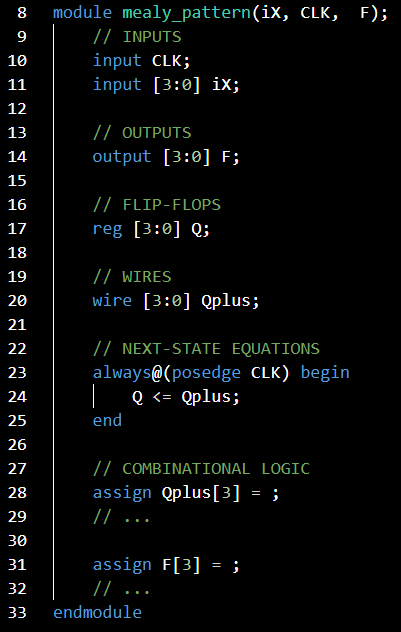 8 module mealy_pattern(iX, CLK,  F);
9     // INPUTS
10     input CLK;
11     input [3:0] iX;
12
13     // OUTPUTS
14     output [3:0] F;
15
16     // FLIP-FLOPS
17     reg [3:0] Q;
18
19     // WIRES
20     wire [3:0] Qplus;
21
22     // NEXT-STATE EQUATIONS
23     always@(posedge CLK) begin
24         Q <= Qplus;
25     end
26
27     // COMBINATIONAL LOGIC
28     assign Qplus[3] = ;
29     // ...
30
31     assign F[3] = ;
32     // ...
33 endmodule